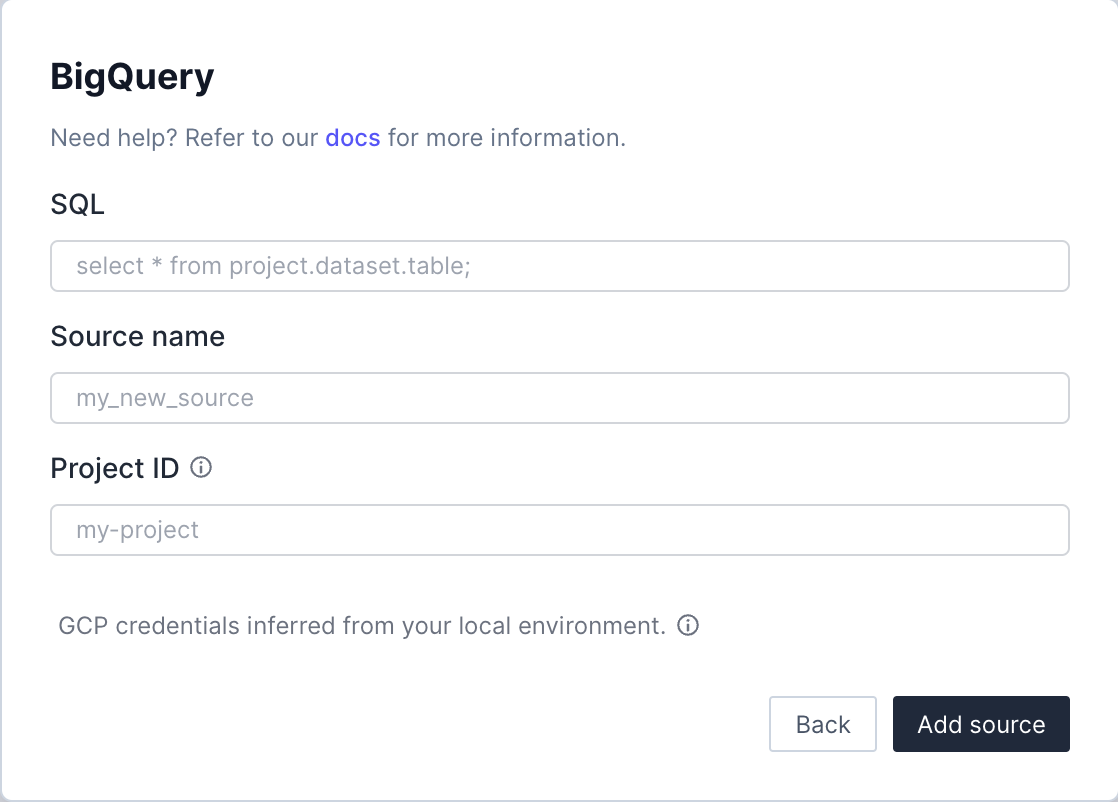 BigQuery
Need help? Refer to our docs for more information.
SQL
select * from project.dataset.table;
Source name
my_new_source
Project ID
my-project
GCP credentials inferred from your local environment.
Back
Add source